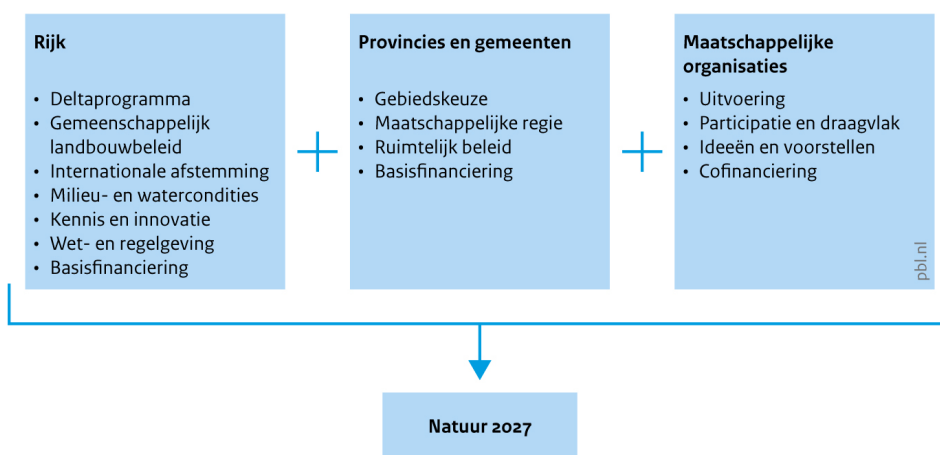 Rijk
• Deltaprogramma
• Gemeenschappelijk
landbouwbeleid
• Internationale afstemming
• Milieu- en watercondities
• Kennis en innovatie
• Wet- en regelgeving
• Basisfinanciering
Provincies en gemeenten
• Gebiedskeuze
• Maatschappelijke regie
• Ruimtelijk beleid
• Basisfinanciering
Maatschappelijke
organisaties
• Uitvoering
• Participatie en draagvlak
• Ideeën en voorstellen
• Cofinanciering
pbl.nl
Natuur 2027